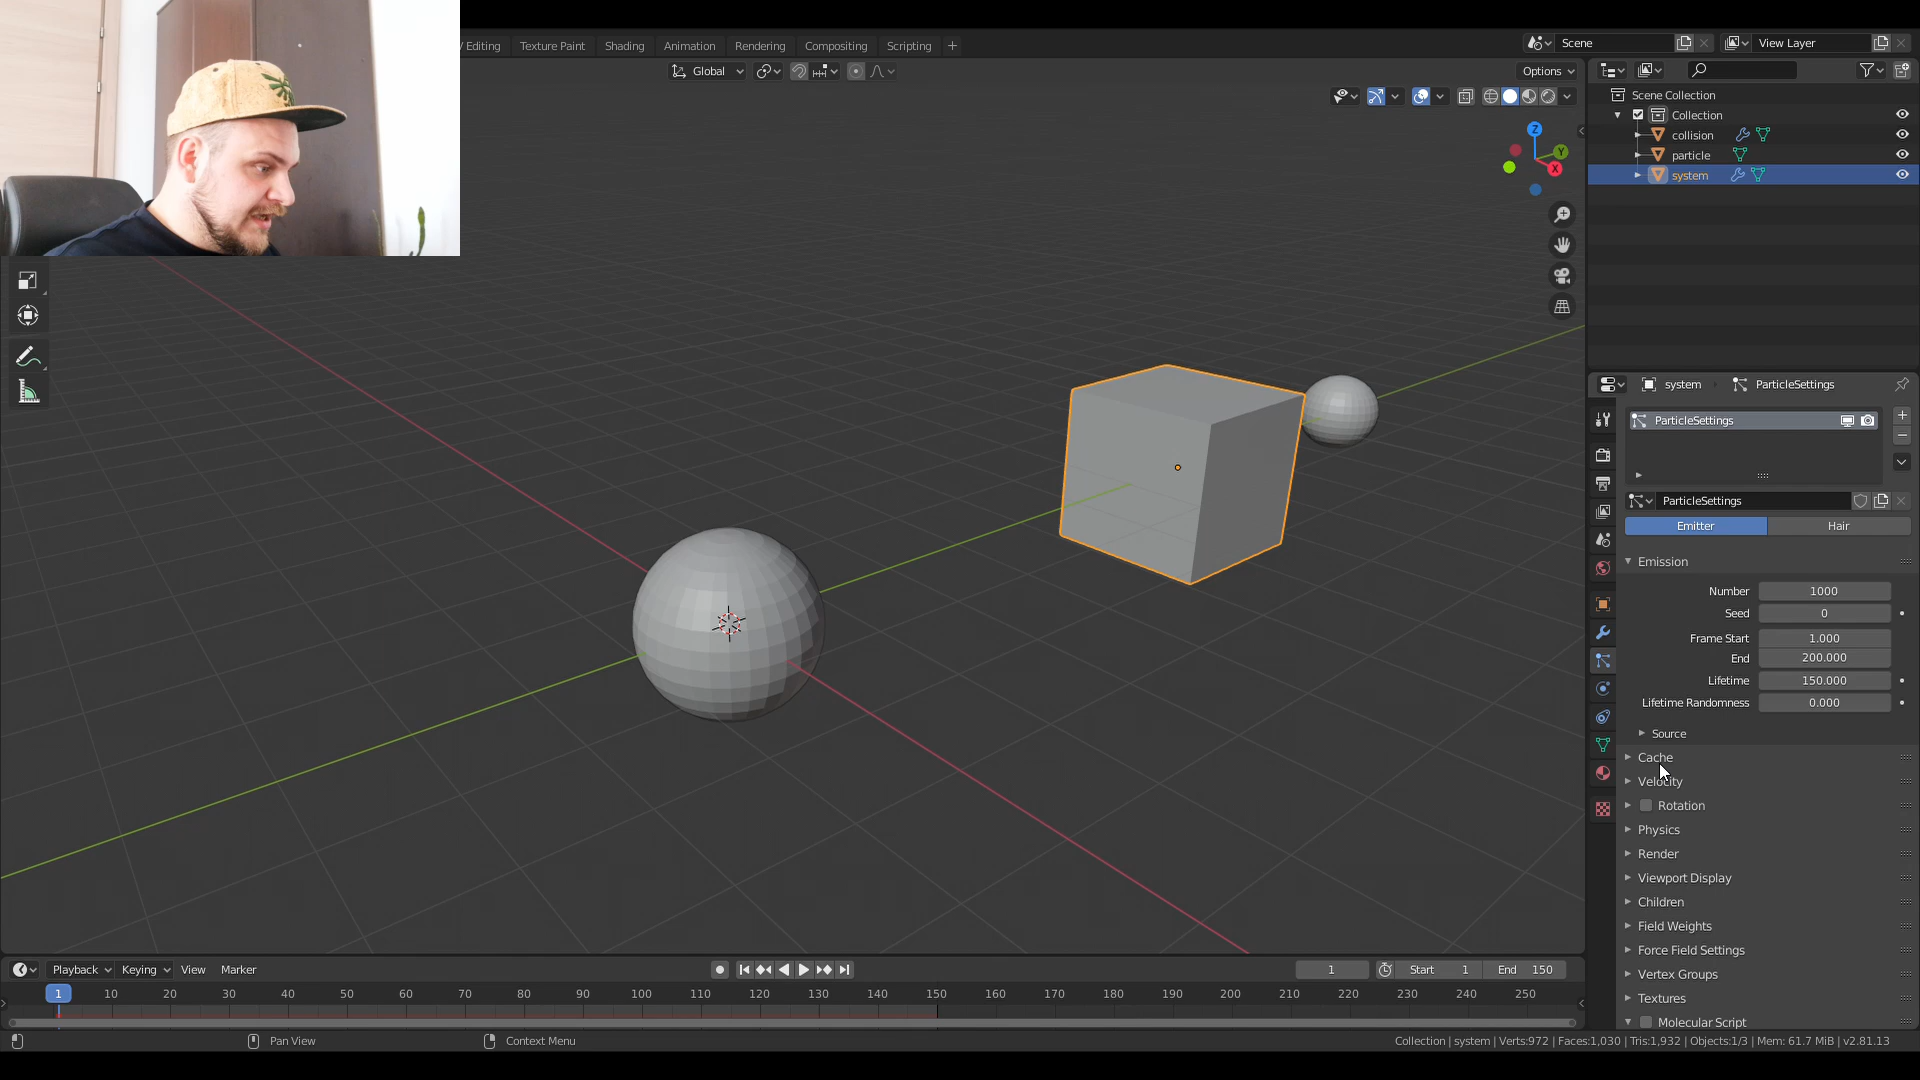 Editing Texture Paint Shading Animation Rendering Compositing Scripting
Scene
View Layer
Global
Options
Scene Collection
Collection
collision
particle
system
Z
Y
X
system ParticleSettings
ParticleSettings
ParticleSettings
Emitter Hair
Emission
Number 1000
Seed 0
Frame Start 1.000
End 200.000
Lifetime 150.000
Lifetime Randomness 0.000
Source
Cache
Velocity
Rotation
Physics
Render
Viewport Display
Children
Field Weights
Force Field Settings
Vertex Groups
Textures
Molecular Script
Playback Keying View Marker
1 Start 1 End 150
1 10 20 30 40 50 60 70 80 90 100 110 120 130 140 150 160 170 180 190 200 210 220 230 240 250
Pan View Context Menu
Collection | system | Verts:972 | Faces:1,030 | Tris:1,932 | Objects:1/3 | Mem: 61.7 MiB | v2.81.13